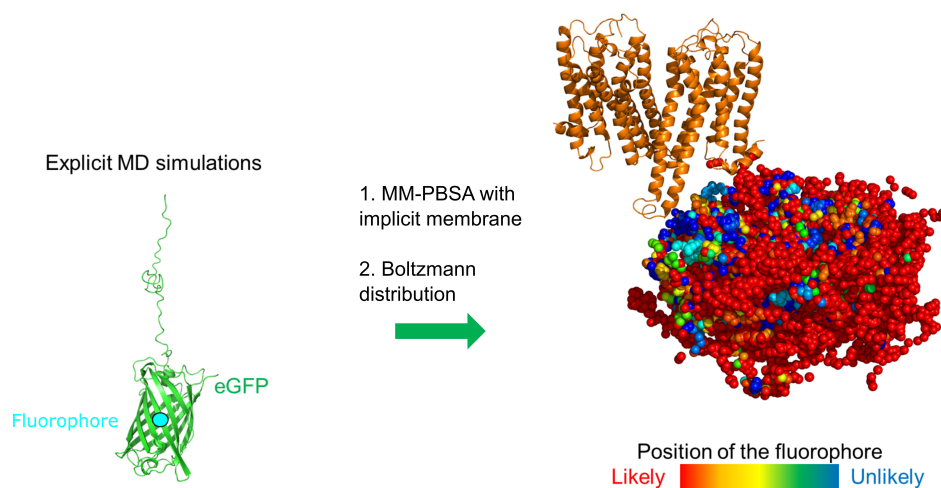 Explicit MD simulations
eGFP
Fluorophore
1. MM-PBSA with
implicit membrane
2. Boltzmann
distribution
Position of the fluorophore
Likely
Unlikely